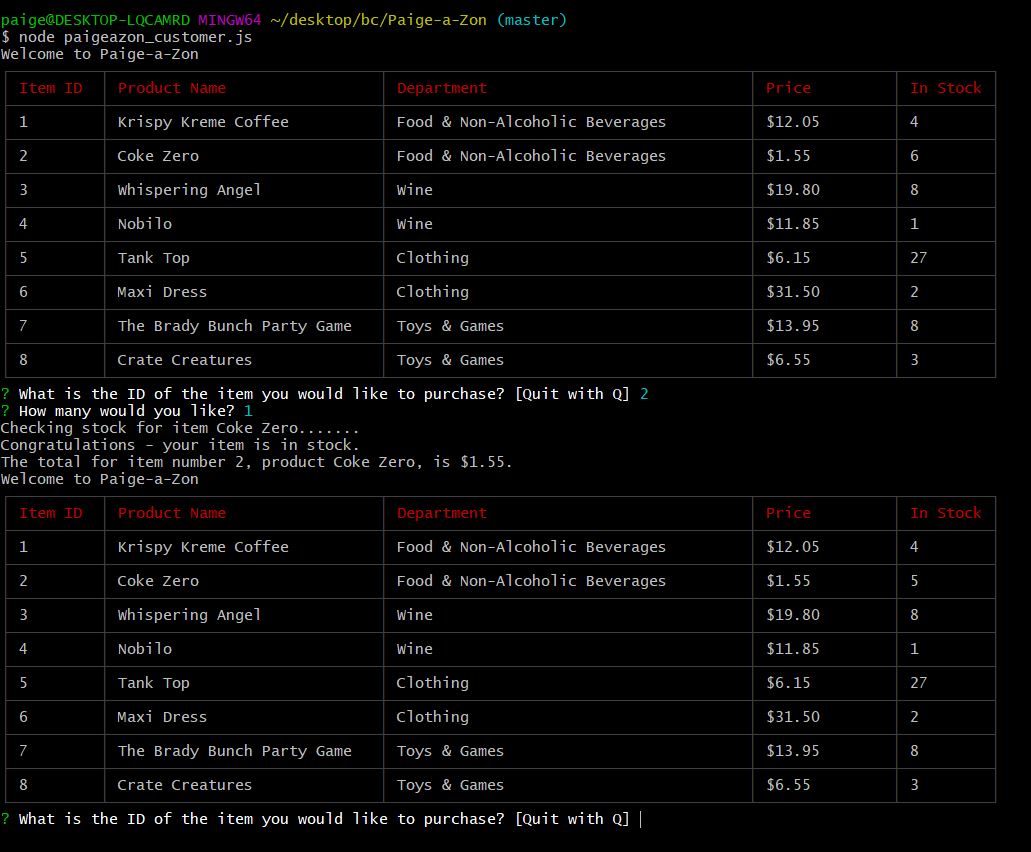 paige@DESKTOP-LQCAMRD MINGW64 ~/desktop/bc/Paige-a-Zon (master)
$ node paigeazon_customer.js
Welcome to Paige-a-Zon
Item ID Product Name Department Price In Stock
1 Krispy Kreme Coffee Food & Non-Alcoholic Beverages $12.05 4
2 Coke Zero Food & Non-Alcoholic Beverages $1.55 6
3 Whispering Angel Wine $19.80 8
4 Nobilo Wine $11.85 1
5 Tank Top Clothing $6.15 27
6 Maxi Dress Clothing $31.50 2
7 The Brady Bunch Party Game Toys & Games $13.95 8
8 Crate Creatures Toys & Games $6.55 3
? What is the ID of the item you would like to purchase? [Quit with Q] 2
? How many would you like? 1
Checking stock for item Coke Zero.......
Congratulations - your item is in stock.
The total for item number 2, product Coke Zero, is $1.55.
Welcome to Paige-a-Zon
Item ID Product Name Department Price In Stock
1 Krispy Kreme Coffee Food & Non-Alcoholic Beverages $12.05 4
2 Coke Zero Food & Non-Alcoholic Beverages $1.55 5
3 Whispering Angel Wine $19.80 8
4 Nobilo Wine $11.85 1
5 Tank Top Clothing $6.15 27
6 Maxi Dress Clothing $31.50 2
7 The Brady Bunch Party Game Toys & Games $13.95 8
8 Crate Creatures Toys & Games $6.55 3
? What is the ID of the item you would like to purchase? [Quit with Q]